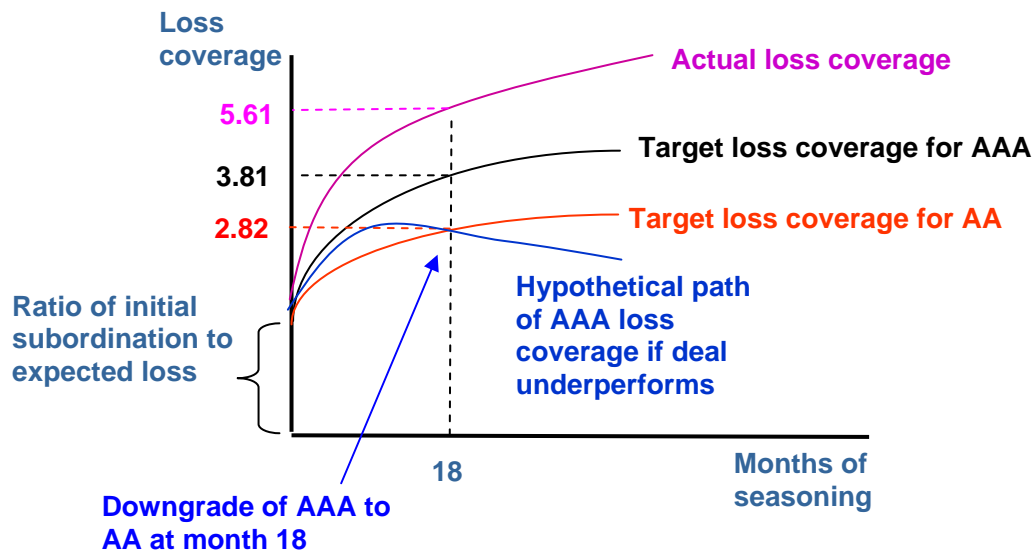 Loss
coverage
Actual loss coverage
5.61
Target loss coverage for AAA
3.81
2.82
Target loss coverage for AA
Hypothetical path
of AAA loss
coverage if deal
underperforms
Ratio of initial
subordination to
expected loss
18
Months of
seasoning
Downgrade of AAA to
AA at month 18